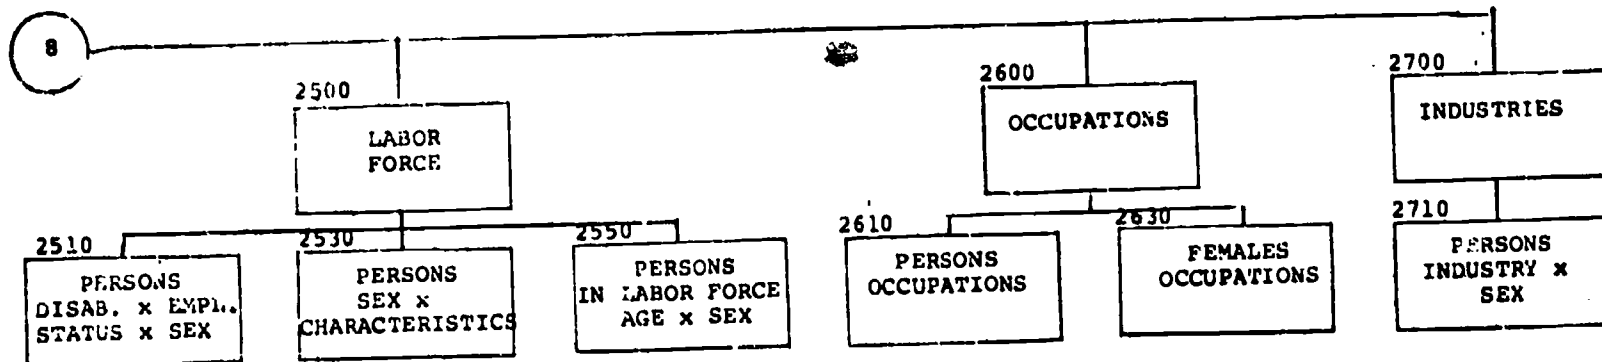 8
2500
LABOR
FORCE
2600
OCCUPATIONS
2700
INDUSTRIES
2510
PERSONS
DISAB. x EMPL.
STATUS x SEX
2530
PERSONS
SEX x
CHARACTERISTICS
2550
PERSONS
IN LABOR FORCE
AGE x SEX
2610
PERSONS
OCCUPATIONS
2630
FEMALES
OCCUPATIONS
2710
PERSONS
INDUSTRY x
SEX